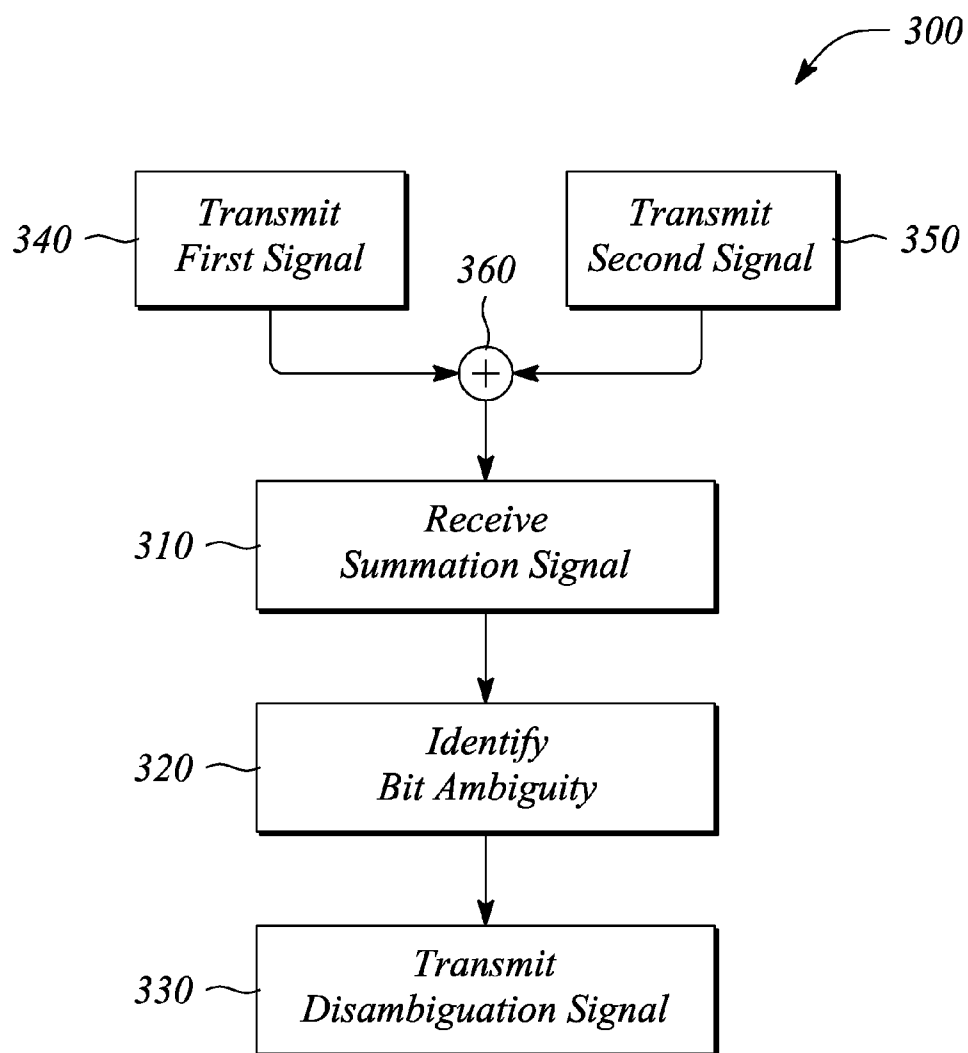 300
Transmit
First Signal
340
Transmit
Second Signal
350
360
+
Receive
Summation Signal
310
Identify
Bit Ambiguity
320
Transmit
Disambiguation Signal
330